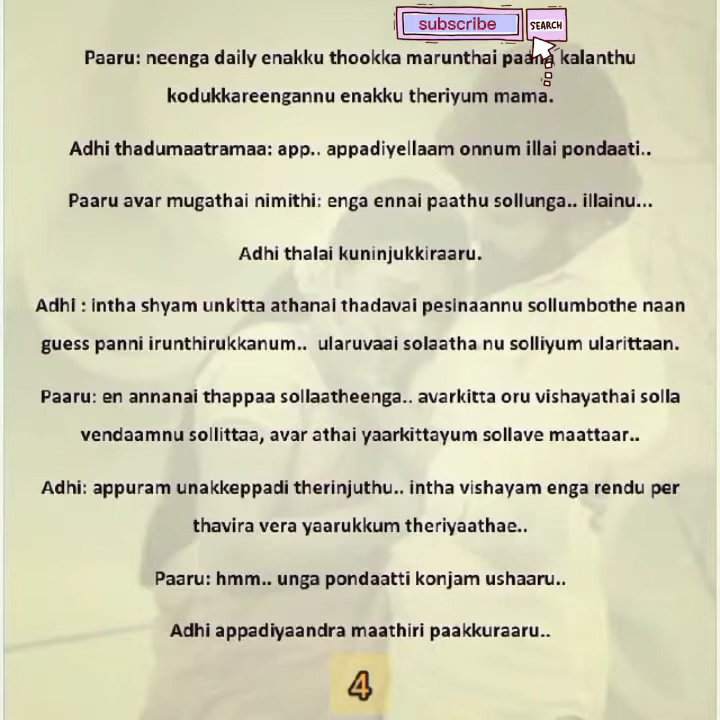 subscribe
SEARCH
Paaru: neenga daily enakku thookka marunthai paalla kalanthu
kodukkareengannu enakku theriyum mama.
Adhi thadumaatramaa: app.. appadiyellaam onnum illai pondaati..
Paaru avar mugathai nimithi: enga ennai paathu sollunga.. illainu...
Adhi thalai kuninjukkiraaru.
Adhi : intha shyam unkitta athanai thadavai pesinaannu sollumbothe naan
guess panni irunthirukkanum.. ularuvaai solaatha nu solliyum ularittaan.
Paaru: en annanai thappaa sollaatheenga.. avarkitta oru vishayathai solla
vendaamnu sollittaa, avar athai yaarkittayum sollave maattaar..
Adhi: appuram unakkeppadi therinjuthu.. intha vishayam enga rendu per
thavira vera yaarukkum theriyaathae..
Paaru: hmm.. unga pondaatti konjam ushaaru..
Adhi appadiyaandra maathiri paakkuraaru..
4